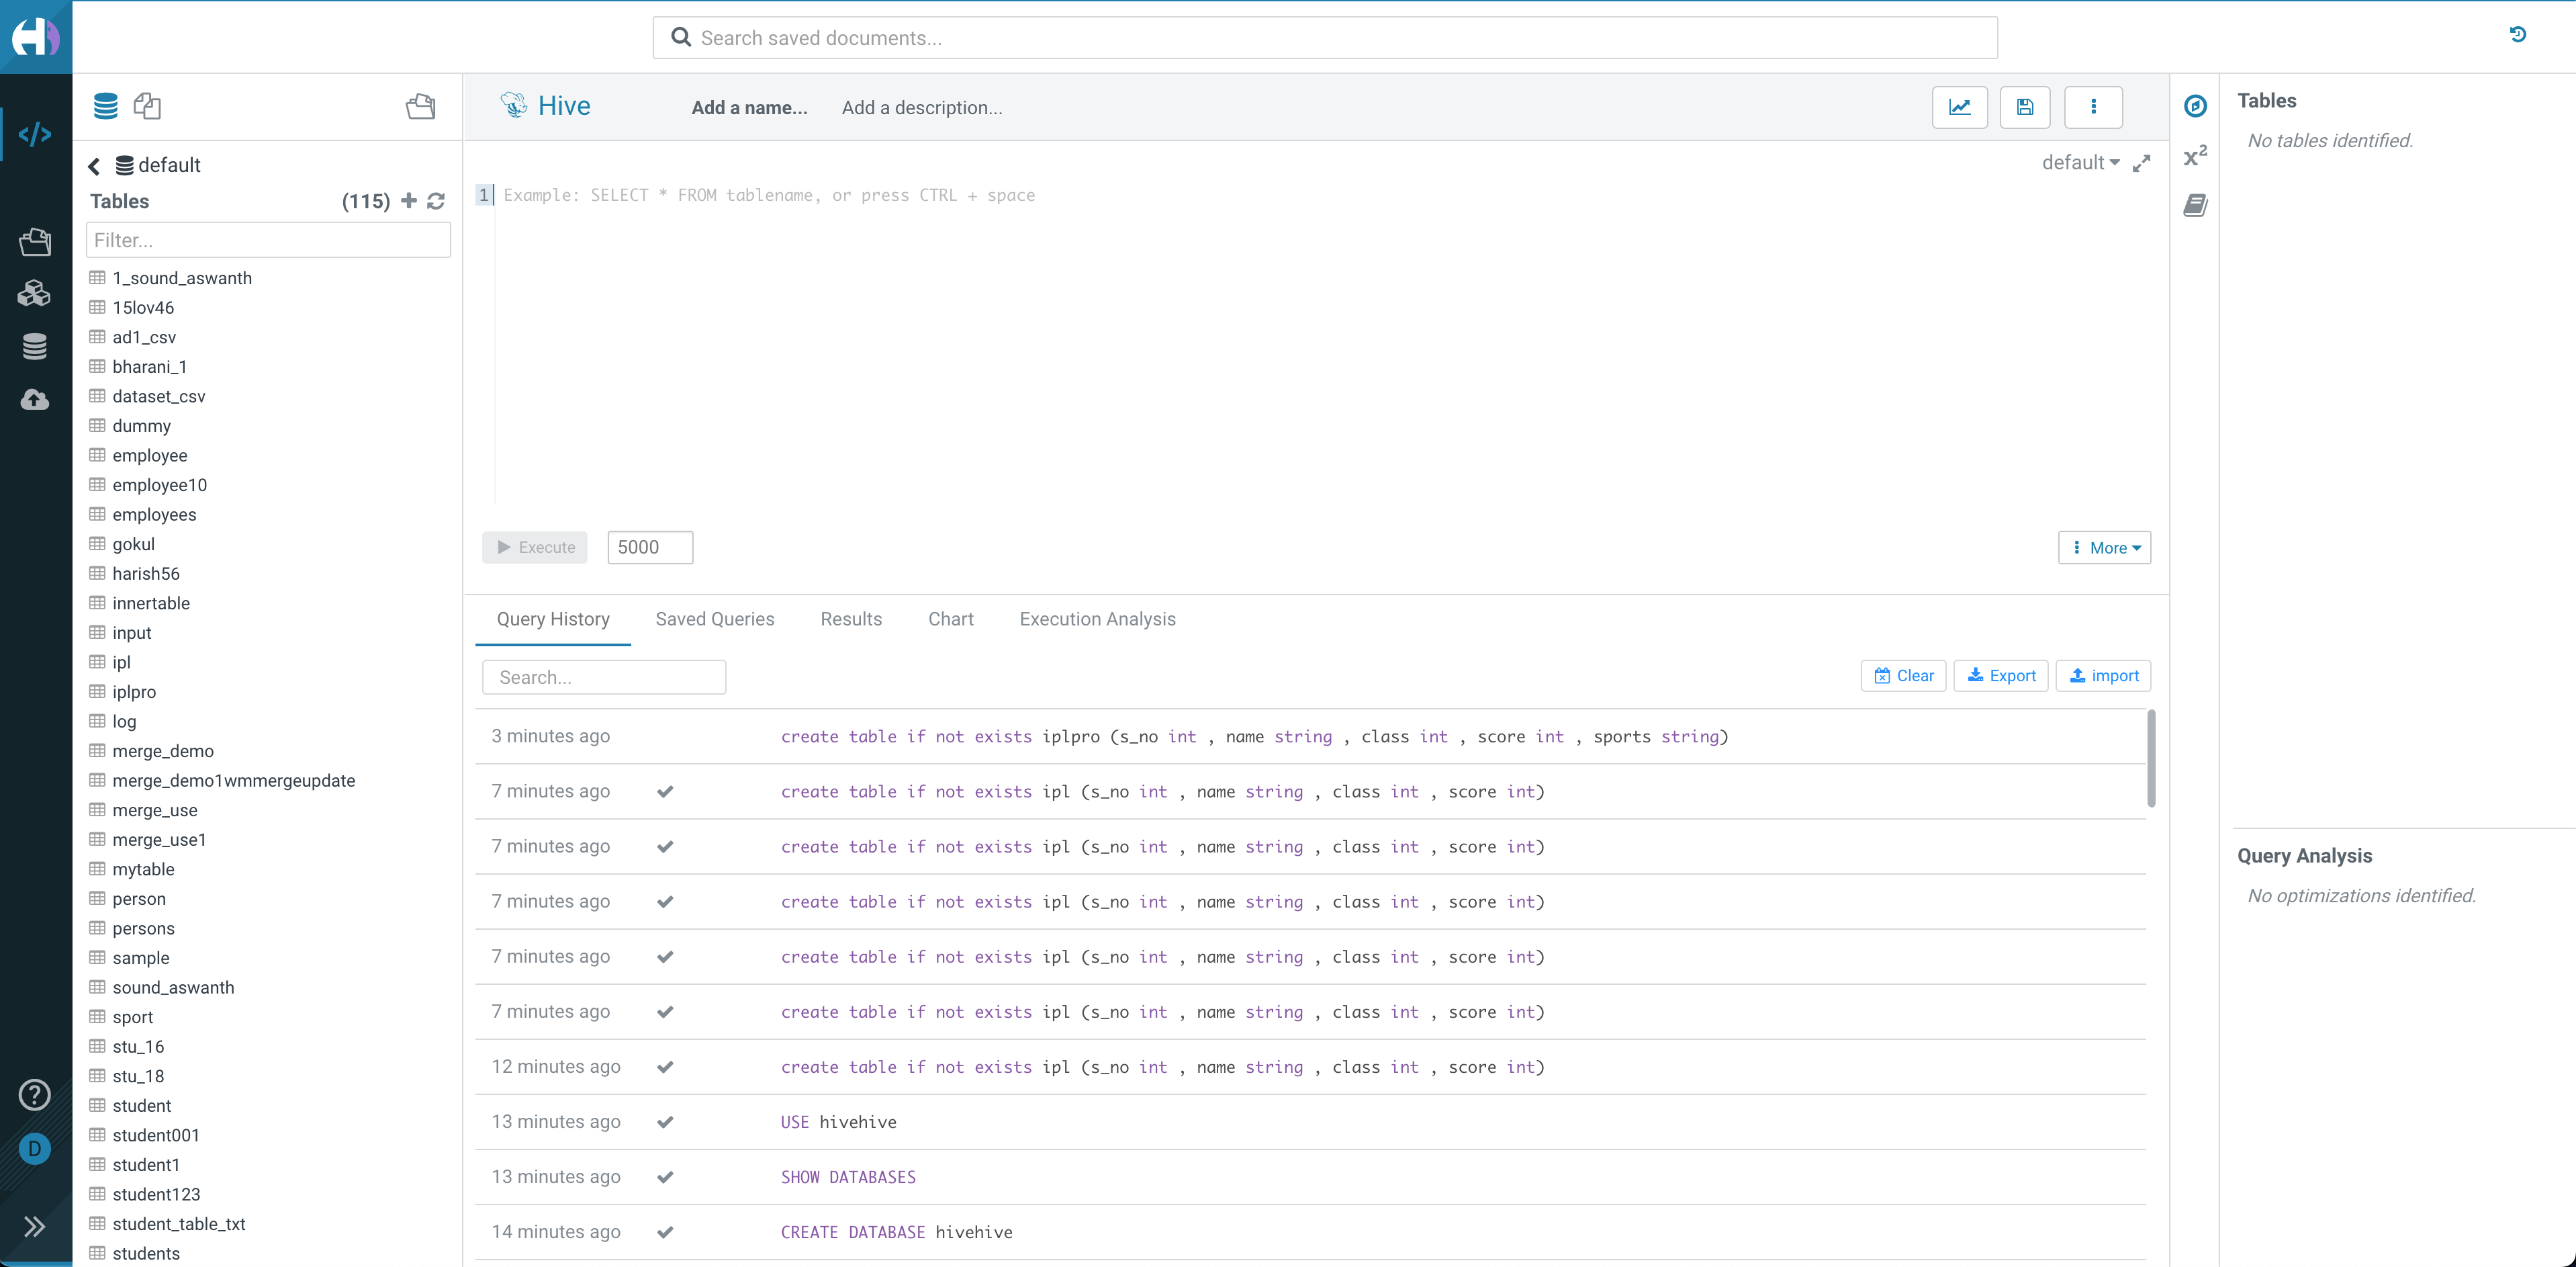 Search saved documents...
default
Tables (115)
Filter...
1_sound_aswanth
15lov46
ad1_csv
bharani_1
dataset_csv
dummy
employee
employee10
employees
gokul
harish56
innertable
input
ipl
iplpro
log
merge_demo
merge_demo1wmmergeupdate
merge_use
merge_use1
mytable
person
persons
sample
sound_aswanth
sport
stu_16
stu_18
student
student001
student1
student123
student_table_txt
students
D
Hive Add a name... Add a description...
default
1 Example: SELECT * FROM tablename, or press CTRL + space
Execute 5000 More
Query History Saved Queries Results Chart Execution Analysis
Search... Clear Export import
3 minutes ago create table if not exists iplpro (s_no int , name string , class int , score int , sports string)
7 minutes ago create table if not exists ipl (s_no int , name string , class int , score int)
7 minutes ago create table if not exists ipl (s_no int , name string , class int , score int)
7 minutes ago create table if not exists ipl (s_no int , name string , class int , score int)
7 minutes ago create table if not exists ipl (s_no int , name string , class int , score int)
7 minutes ago create table if not exists ipl (s_no int , name string , class int , score int)
12 minutes ago create table if not exists ipl (s_no int , name string , class int , score int)
13 minutes ago USE hivehive
13 minutes ago SHOW DATABASES
14 minutes ago CREATE DATABASE hivehive
x²
Tables
No tables identified.
Query Analysis
No optimizations identified.